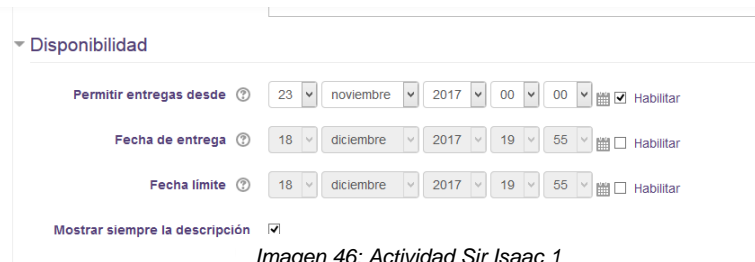 Disponibilidad
Permitir entregas desde 23 noviembre 2017 00 00 Habilitar
Fecha de entrega 18 diciembre 2017 19 55 Habilitar
Fecha límite 18 diciembre 2017 19 55 Habilitar
Mostrar siempre la descripción
Imagen 46: Actividad Sir Isaac 1